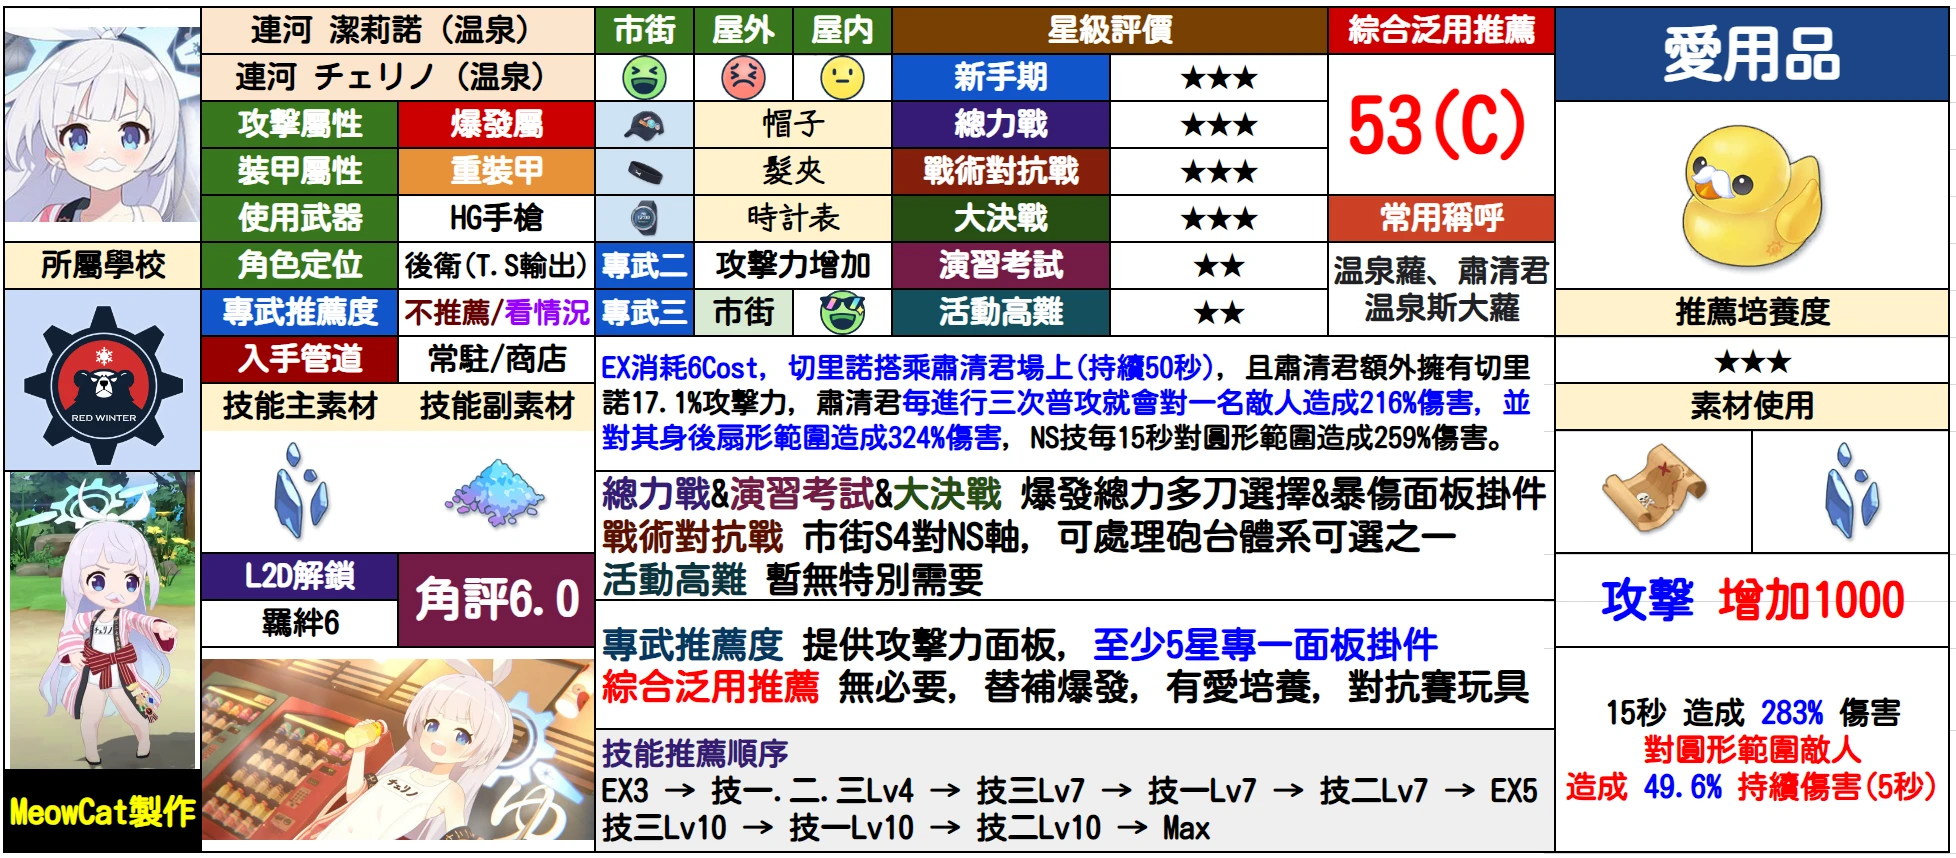 連河 潔莉諾（温泉）
連河 チェリノ（温泉）
市街 屋外 屋内
星級評價
綜合泛用推薦
愛用品
攻擊屬性 爆發屬
裝甲屬性 重裝甲
使用武器 HG手槍
角色定位 後衛(T.S輸出)
專武推薦度 不推薦/看情況
入手管道 常駐/商店
帽子
髮夾
時計表
專武二 攻擊力增加
專武三 市街
新手期 ★★★
總力戰 ★★★
戰術對抗戰 ★★★
大決戰 ★★★
演習考試 ★★
活動高難 ★★
53(C)
常用稱呼
温泉蘿、肅清君
温泉斯大蘿
所屬學校
RED WINTER
技能主素材 技能副素材
L2D解鎖
羈絆6
角評6.0
チェリノ
チェリノ
ゆ
MeowCat製作
EX消耗6Cost, 切里諾搭乘肅清君場上(持續50秒), 且肅清君額外擁有切里
諾17.1%攻擊力, 肅清君每進行三次普攻就會對一名敵人造成216%傷害, 並
對其身後扇形範圍造成324%傷害, NS技每15秒對圓形範圍造成259%傷害。
總力戰&演習考試&大決戰 爆發總力多刀選擇&暴傷面板掛件
戰術對抗戰 市街S4對NS軸, 可處理砲台體系可選之一
活動高難 暫無特別需要
專武推薦度 提供攻擊力面板, 至少5星專一面板掛件
綜合泛用推薦 無必要, 替補爆發, 有愛培養, 對抗賽玩具
技能推薦順序
EX3 → 技一.二.三Lv4 → 技三Lv7 → 技一Lv7 → 技二Lv7 → EX5
技三Lv10 → 技一Lv10 → 技二Lv10 → Max
推薦培養度
★★★
素材使用
攻擊 增加1000
15秒 造成 283% 傷害
對圓形範圍敵人
造成 49.6% 持續傷害(5秒)